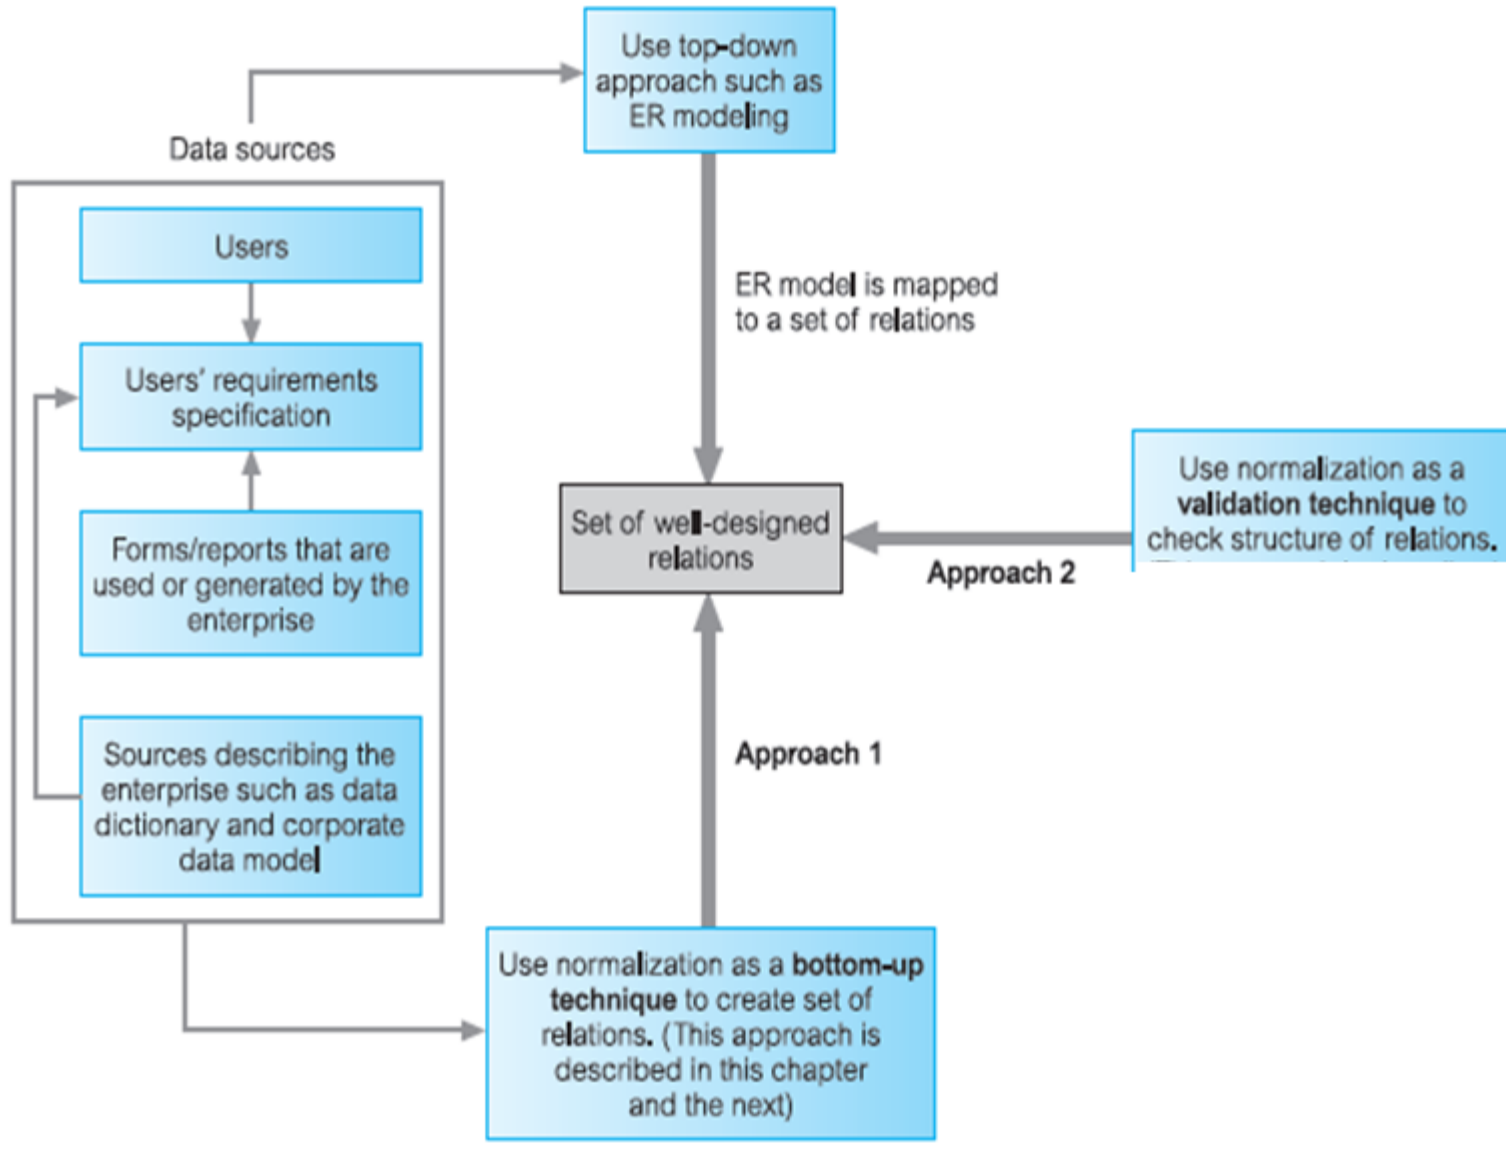 Use top-down
approach such as
ER modeling
Data sources
Users
Users’ requirements
specification
Forms/reports that are
used or generated by the
enterprise
Sources describing the
enterprise such as data
dictionary and corporate
data model
ER model is mapped
to a set of relations
Set of well-designed
relations
Use normalization as a
validation technique to
check structure of relations.
Approach 2
Approach 1
Use normalization as a bottom-up
technique to create set of
relations. (This approach is
described in this chapter
and the next)